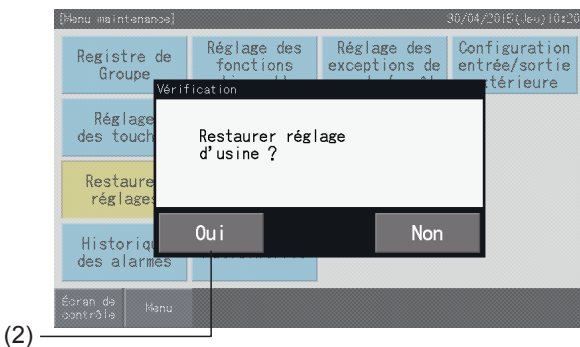 [Menu maintenance]
30/04/2015(Jeu)10:20
Registre de
Groupe
Réglage des
fonctions
Réglage des
exceptions de
Configuration
entrée/sortie
térieure
Vérification
Réglage
des touch
Restaurer réglage
d'usine ?
Restaure
réglages
Oui
Non
Historiq
des alarmes
Écran de
contrôle
Menu
(2)